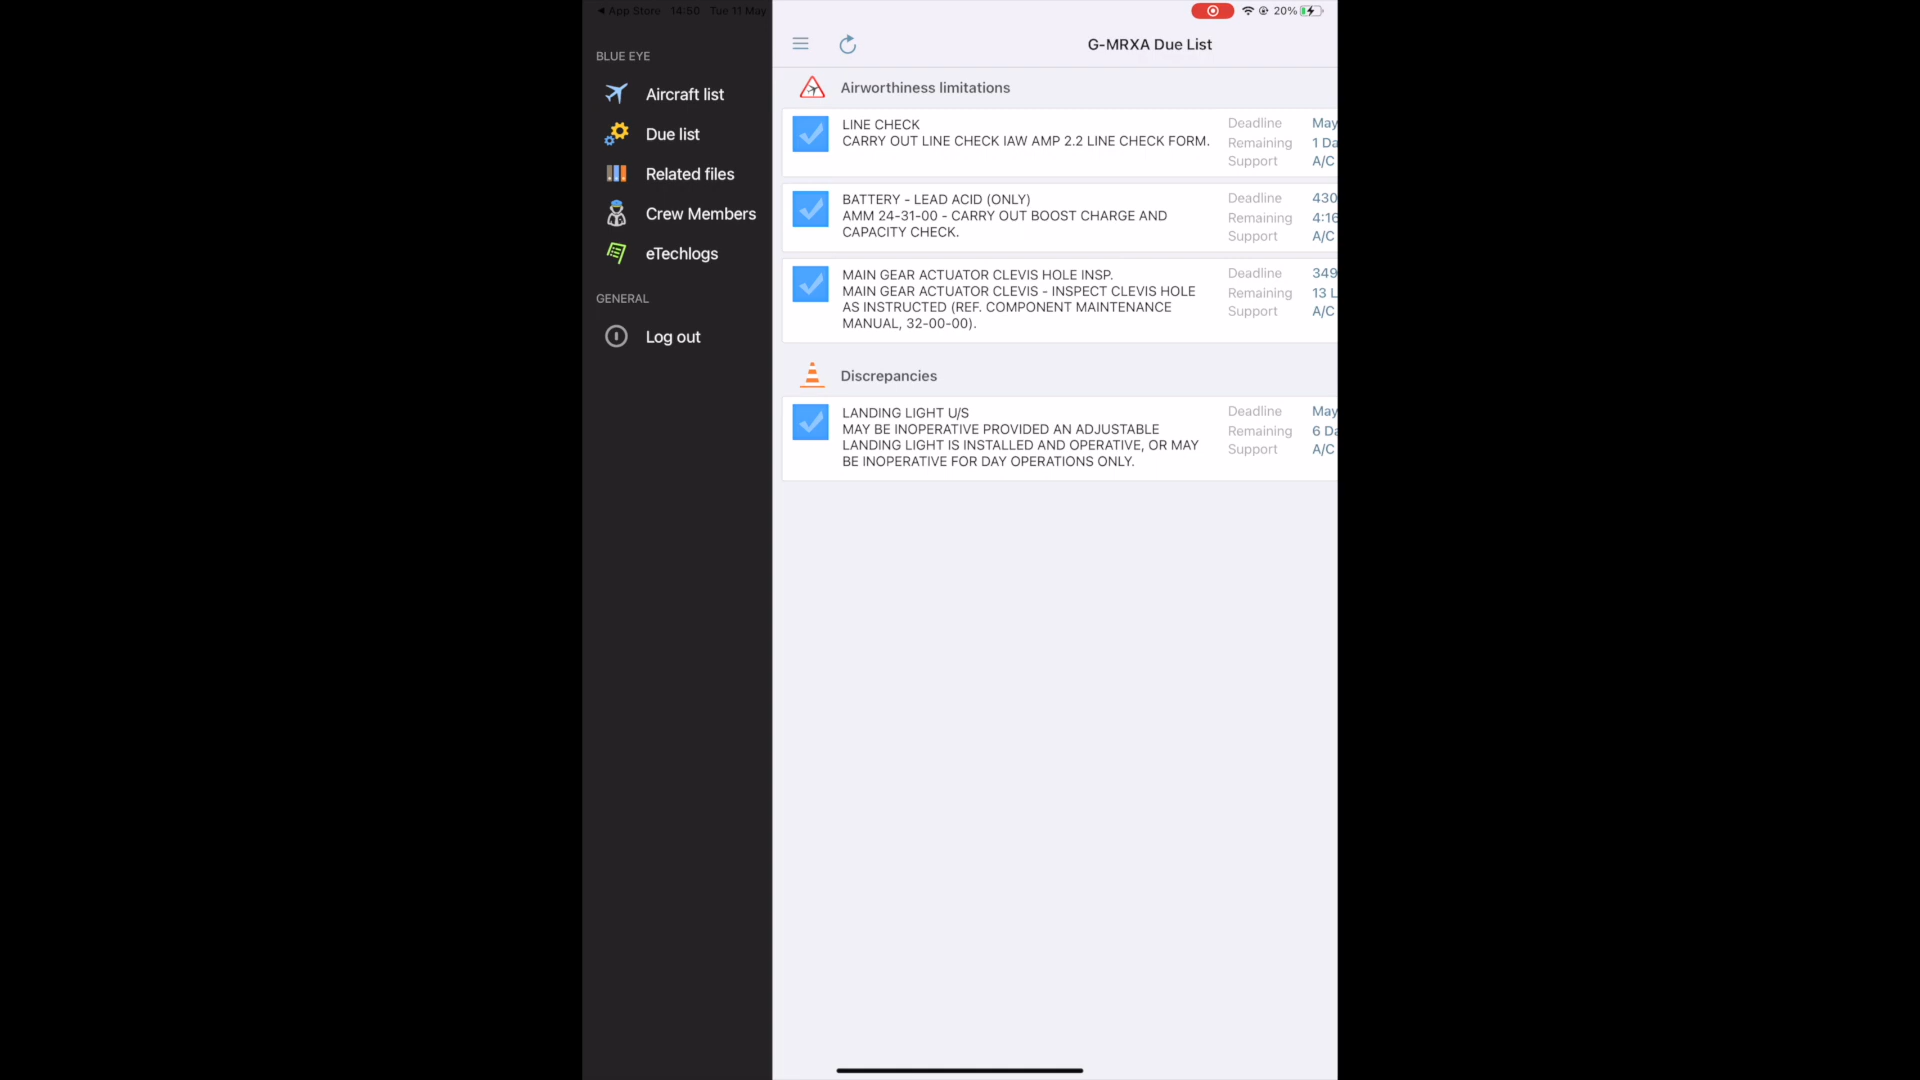 ◄ App Store 14:50 Tue 11 May
20%
BLUE EYE
Aircraft list
Due list
Related files
Crew Members
eTechlogs
GENERAL
Log out
G-MRXA Due List
Airworthiness limitations
LINE CHECK
CARRY OUT LINE CHECK IAW AMP 2.2 LINE CHECK FORM.
Deadline May
Remaining 1 Da
Support A/C
BATTERY - LEAD ACID (ONLY)
AMM 24-31-00 - CARRY OUT BOOST CHARGE AND
CAPACITY CHECK.
Deadline 430
Remaining 4:16
Support A/C
MAIN GEAR ACTUATOR CLEVIS HOLE INSP.
MAIN GEAR ACTUATOR CLEVIS - INSPECT CLEVIS HOLE
AS INSTRUCTED (REF. COMPONENT MAINTENANCE
MANUAL, 32-00-00).
Deadline 349
Remaining 13 L
Support A/C
Discrepancies
LANDING LIGHT U/S
MAY BE INOPERATIVE PROVIDED AN ADJUSTABLE
LANDING LIGHT IS INSTALLED AND OPERATIVE, OR MAY
BE INOPERATIVE FOR DAY OPERATIONS ONLY.
Deadline May
Remaining 6 Da
Support A/C